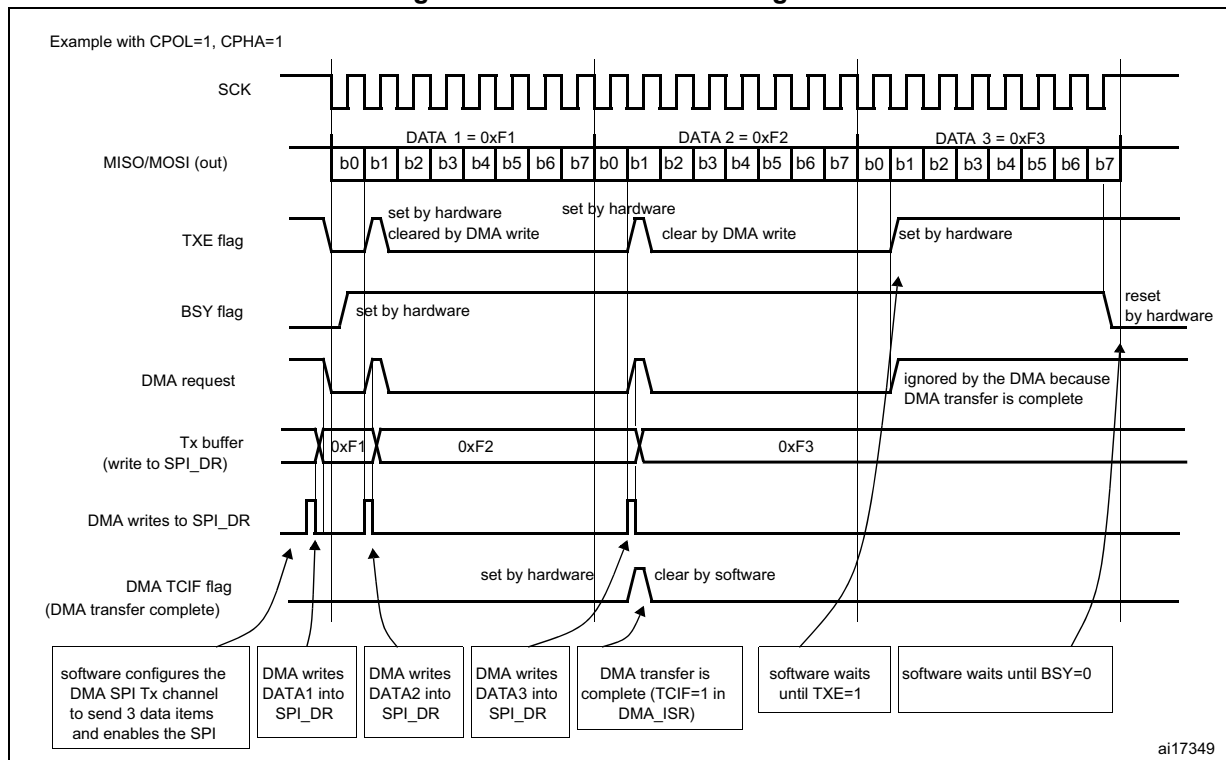 Example with CPOL=1, CPHA=1
SCK
DATA 1 = 0xF1
DATA 2 = 0xF2
DATA 3 = 0xF3
MISO/MOSI (out)
b0 b1 b2 b3 b4 b5 b6 b7 b0 b1 b2 b3 b4 b5 b6 b7 b0 b1 b2 b3 b4 b5 b6 b7
set by hardware
cleared by DMA write
set by hardware
clear by DMA write
set by hardware
TXE flag
BSY flag
set by hardware
reset
by hardware
DMA request
ignored by the DMA because
DMA transfer is complete
Tx buffer
(write to SPI_DR)
0xF1
0xF2
0xF3
DMA writes to SPI_DR
DMA TCIF flag
(DMA transfer complete)
set by hardware
clear by software
software configures the
DMA SPI Tx channel
to send 3 data items
and enables the SPI
DMA writes
DATA1 into
SPI_DR
DMA writes
DATA2 into
SPI_DR
DMA writes
DATA3 into
SPI_DR
DMA transfer is
complete (TCIF=1 in
DMA_ISR)
software waits
until TXE=1
software waits until BSY=0
ai17349